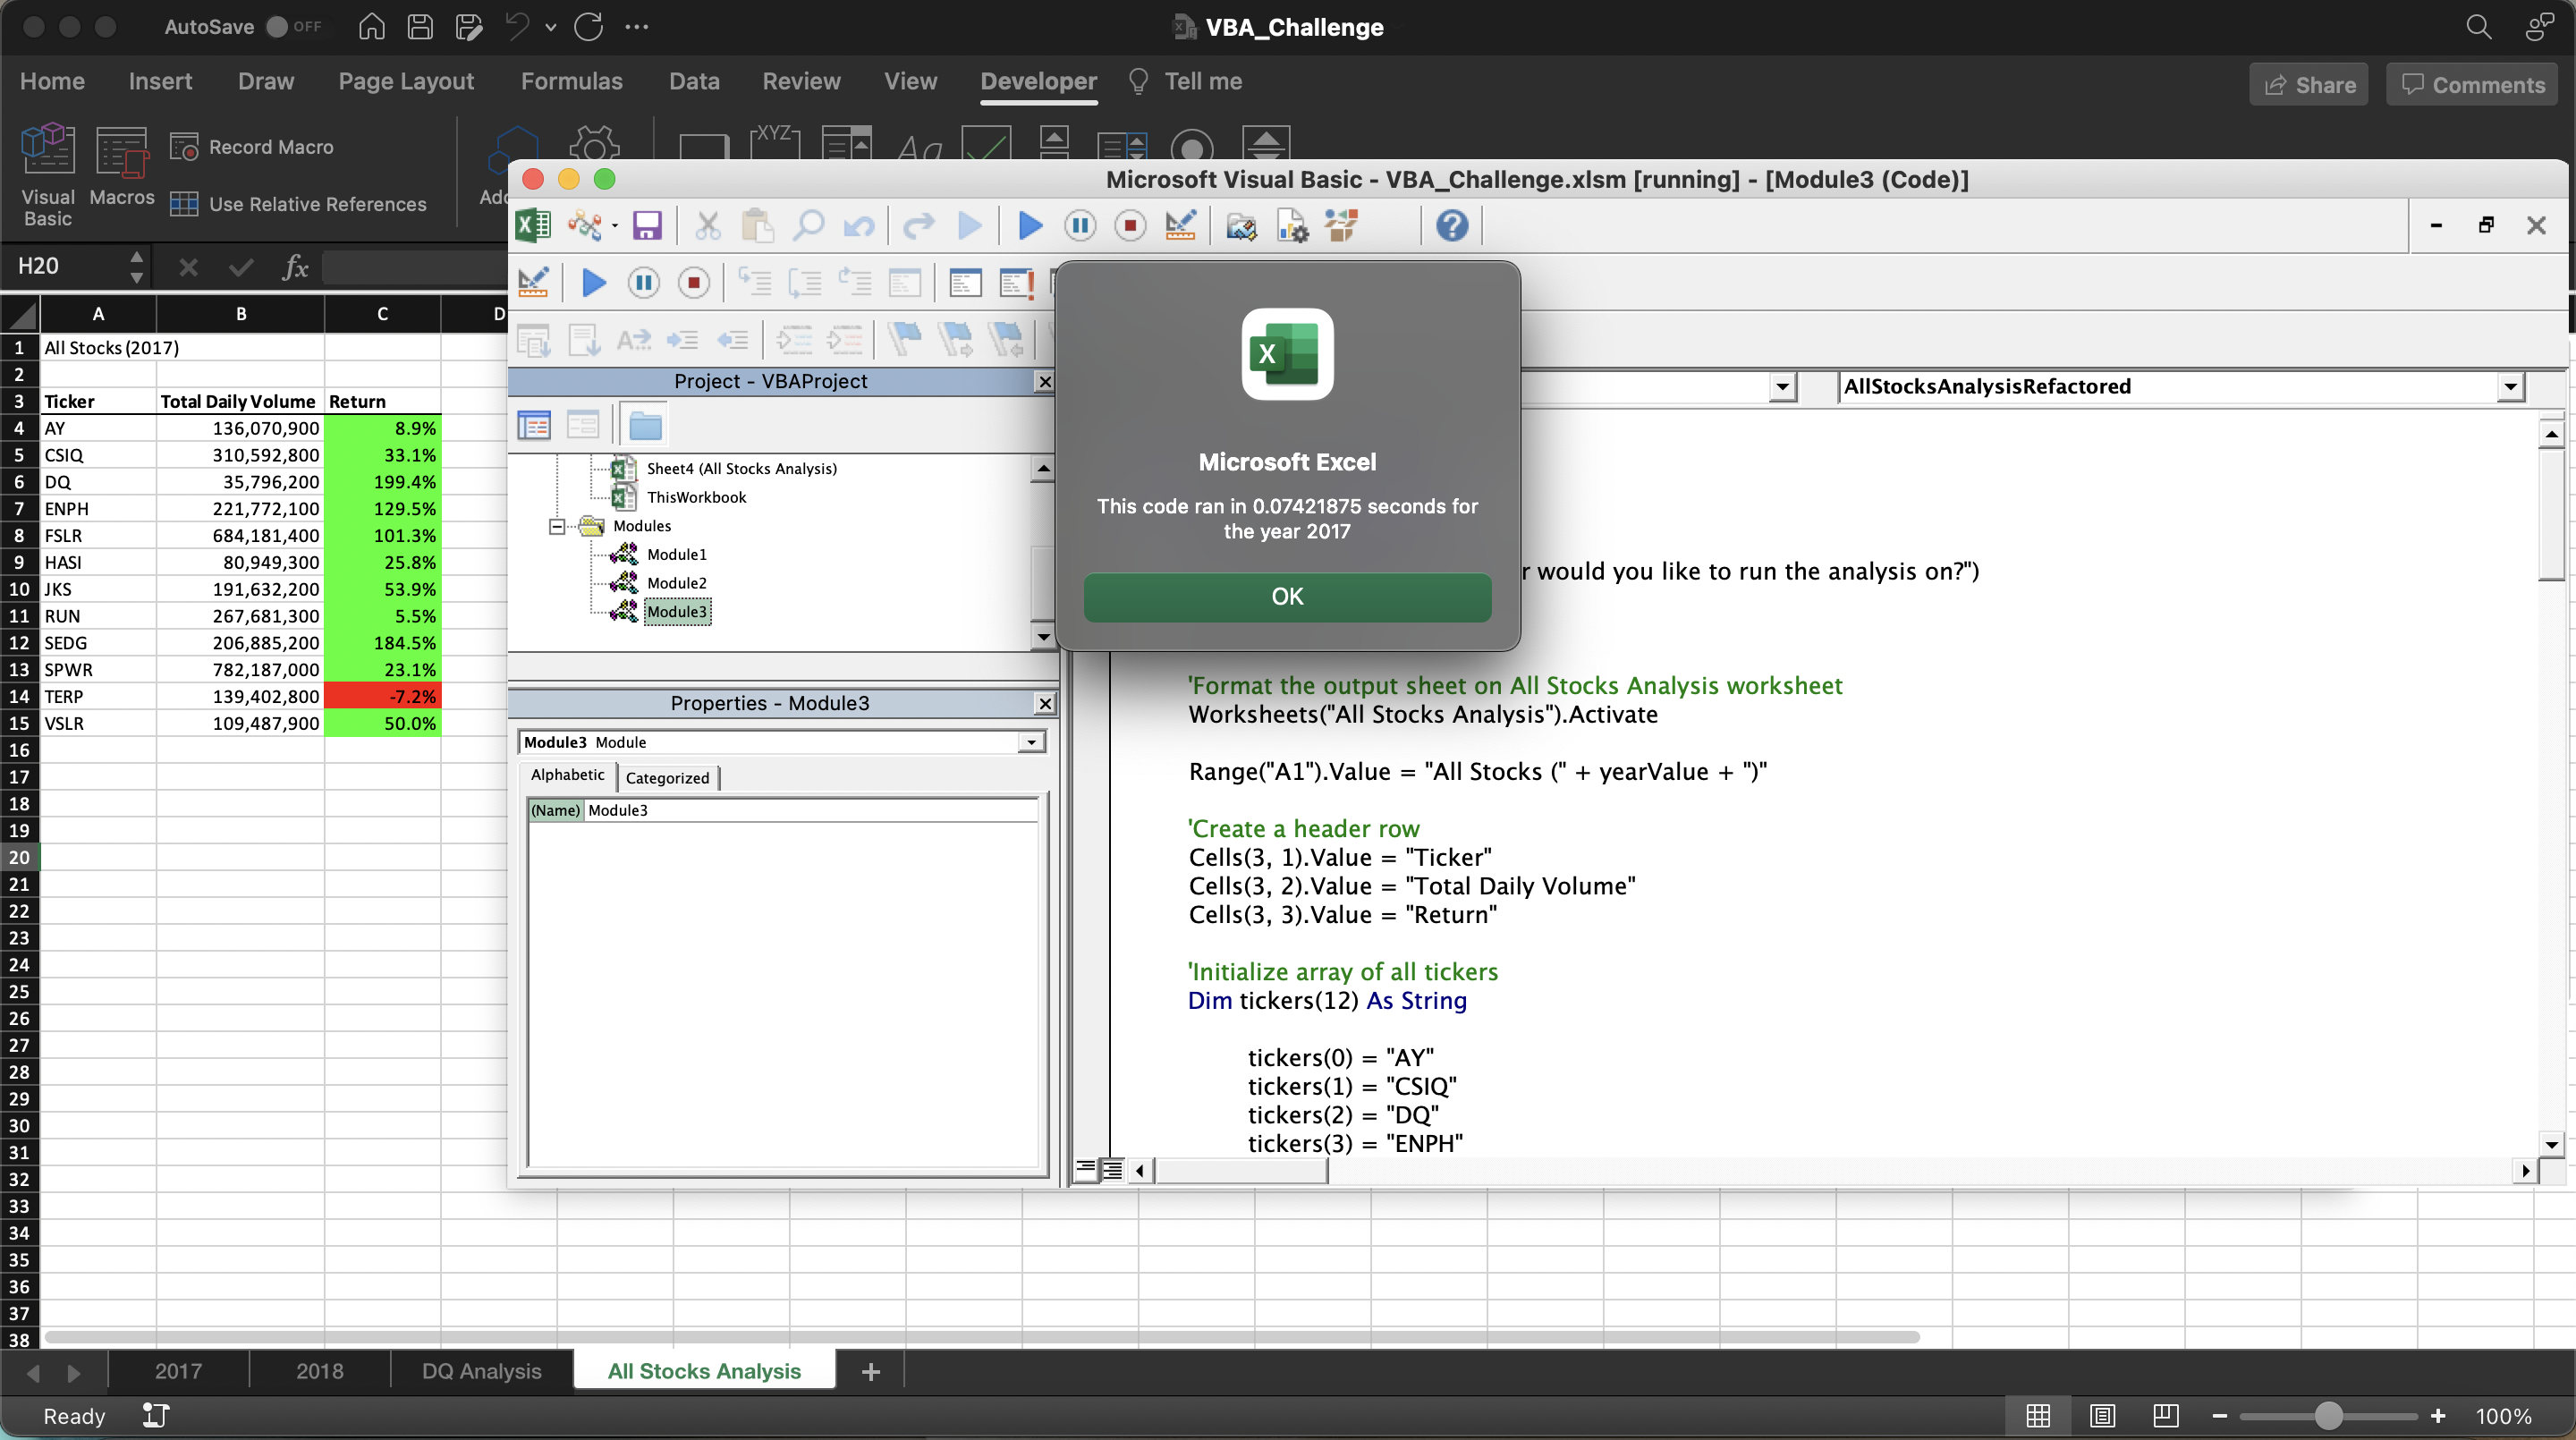 AutoSave OFF
VBA_Challenge
Home Insert Draw Page Layout Formulas Data Review View Developer Tell me
Share Comments
Visual Basic
Macros
Record Macro
Use Relative References
XYZ
Aa
Microsoft Visual Basic - VBA_Challenge.xlsm [running] - [Module3 (Code)]
H20 fx
A B C D
1 All Stocks (2017)
2
3 Ticker Total Daily Volume Return
4 AY 136,070,900 8.9%
5 CSIQ 310,592,800 33.1%
6 DQ 35,796,200 199.4%
7 ENPH 221,772,100 129.5%
8 FSLR 684,181,400 101.3%
9 HASI 80,949,300 25.8%
10 JKS 191,632,200 53.9%
11 RUN 267,681,300 5.5%
12 SEDG 206,885,200 184.5%
13 SPWR 782,187,000 23.1%
14 TERP 139,402,800 -7.2%
15 VSLR 109,487,900 50.0%
16
17
18
19
20
21
22
23
24
25
26
27
28
29
30
31
32
33
34
35
36
37
38
Project - VBAProject
Sheet4 (All Stocks Analysis)
ThisWorkbook
Modules
Module1
Module2
Module3
Properties - Module3
Module3 Module
Alphabetic Categorized
(Name) Module3
Microsoft Excel
This code ran in 0.07421875 seconds for
the year 2017
OK
AllStocksAnalysisRefactored
r would you like to run the analysis on?")
'Format the output sheet on All Stocks Analysis worksheet
Worksheets("All Stocks Analysis").Activate
Range("A1").Value = "All Stocks (" + yearValue + ")"
'Create a header row
Cells(3, 1).Value = "Ticker"
Cells(3, 2).Value = "Total Daily Volume"
Cells(3, 3).Value = "Return"
'Initialize array of all tickers
Dim tickers(12) As String
tickers(0) = "AY"
tickers(1) = "CSIQ"
tickers(2) = "DQ"
tickers(3) = "ENPH"
2017 2018 DQ Analysis All Stocks Analysis +
Ready
100%